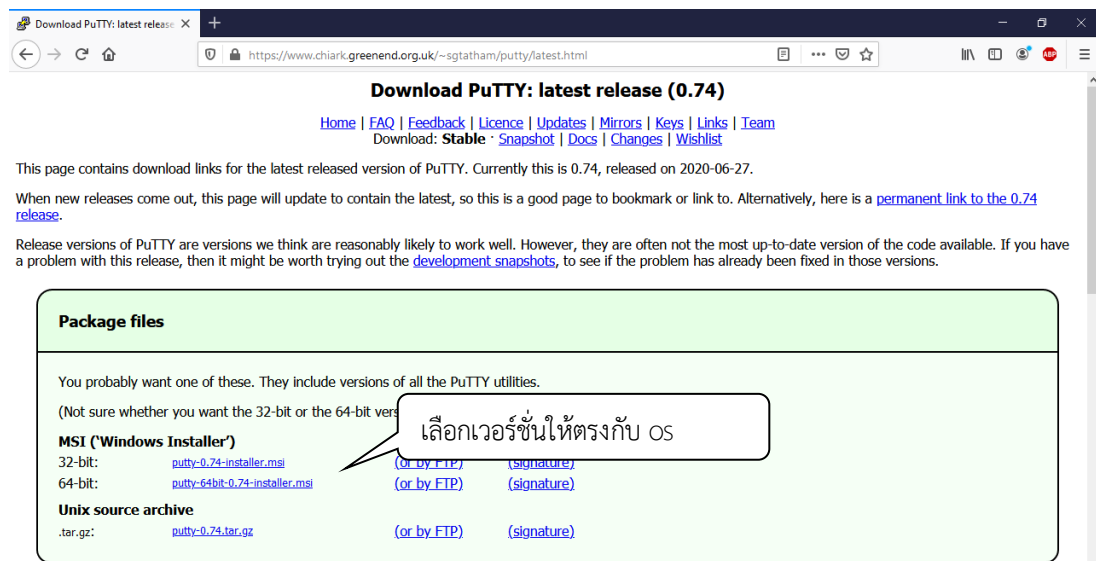 Download PuTTY: latest release
https://www.chiark.greenend.org.uk/~sgtatham/putty/latest.html
ABP
Download PuTTY: latest release (0.74)
Home | FAQ | Feedback | Licence | Updates | Mirrors | Keys | Links | Team
Download: Stable · Snapshot | Docs | Changes | Wishlist
This page contains download links for the latest released version of PuTTY. Currently this is 0.74, released on 2020-06-27.
When new releases come out, this page will update to contain the latest, so this is a good page to bookmark or link to. Alternatively, here is a permanent link to the 0.74
release.
Release versions of PuTTY are versions we think are reasonably likely to work well. However, they are often not the most up-to-date version of the code available. If you have
a problem with this release, then it might be worth trying out the development snapshots, to see if the problem has already been fixed in those versions.
Package files
You probably want one of these. They include versions of all the PuTTY utilities.
(Not sure whether you want the 32-bit or the 64-bit vers
เลือกเวอร์ชั่นให้ตรงกับ OS
MSI (‘Windows Installer’)
32-bit: putty-0.74-installer.msi (or by FTP) (signature)
64-bit: putty-64bit-0.74-installer.msi (or by FTP) (signature)
Unix source archive
.tar.gz: putty-0.74.tar.gz (or by FTP) (signature)